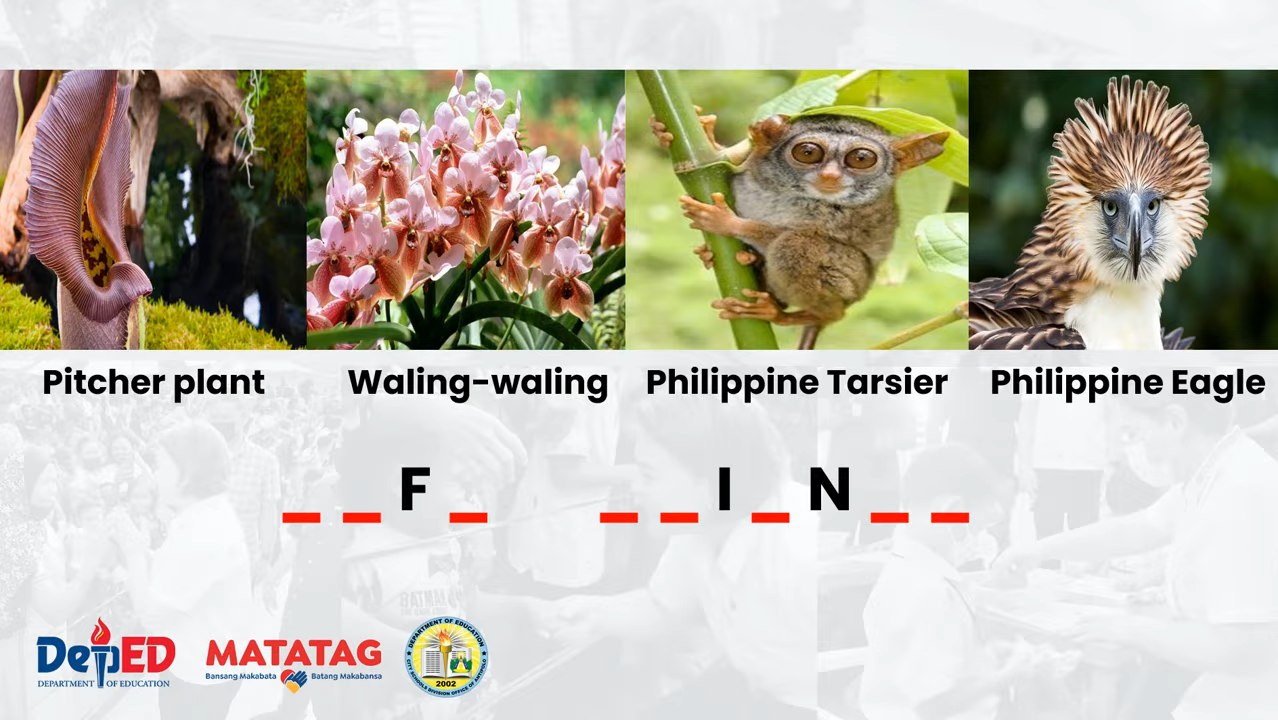 Pitcher plant
Waling-waling
Philippine Tarsier
Philippine Eagle
_ _ F _ _ _ I _ N _ _
DepED
DEPARTMENT OF EDUCATION
MATATAG
Bansang Makabata Batang Makabansa
DEPARTMENT OF EDUCATION
2002